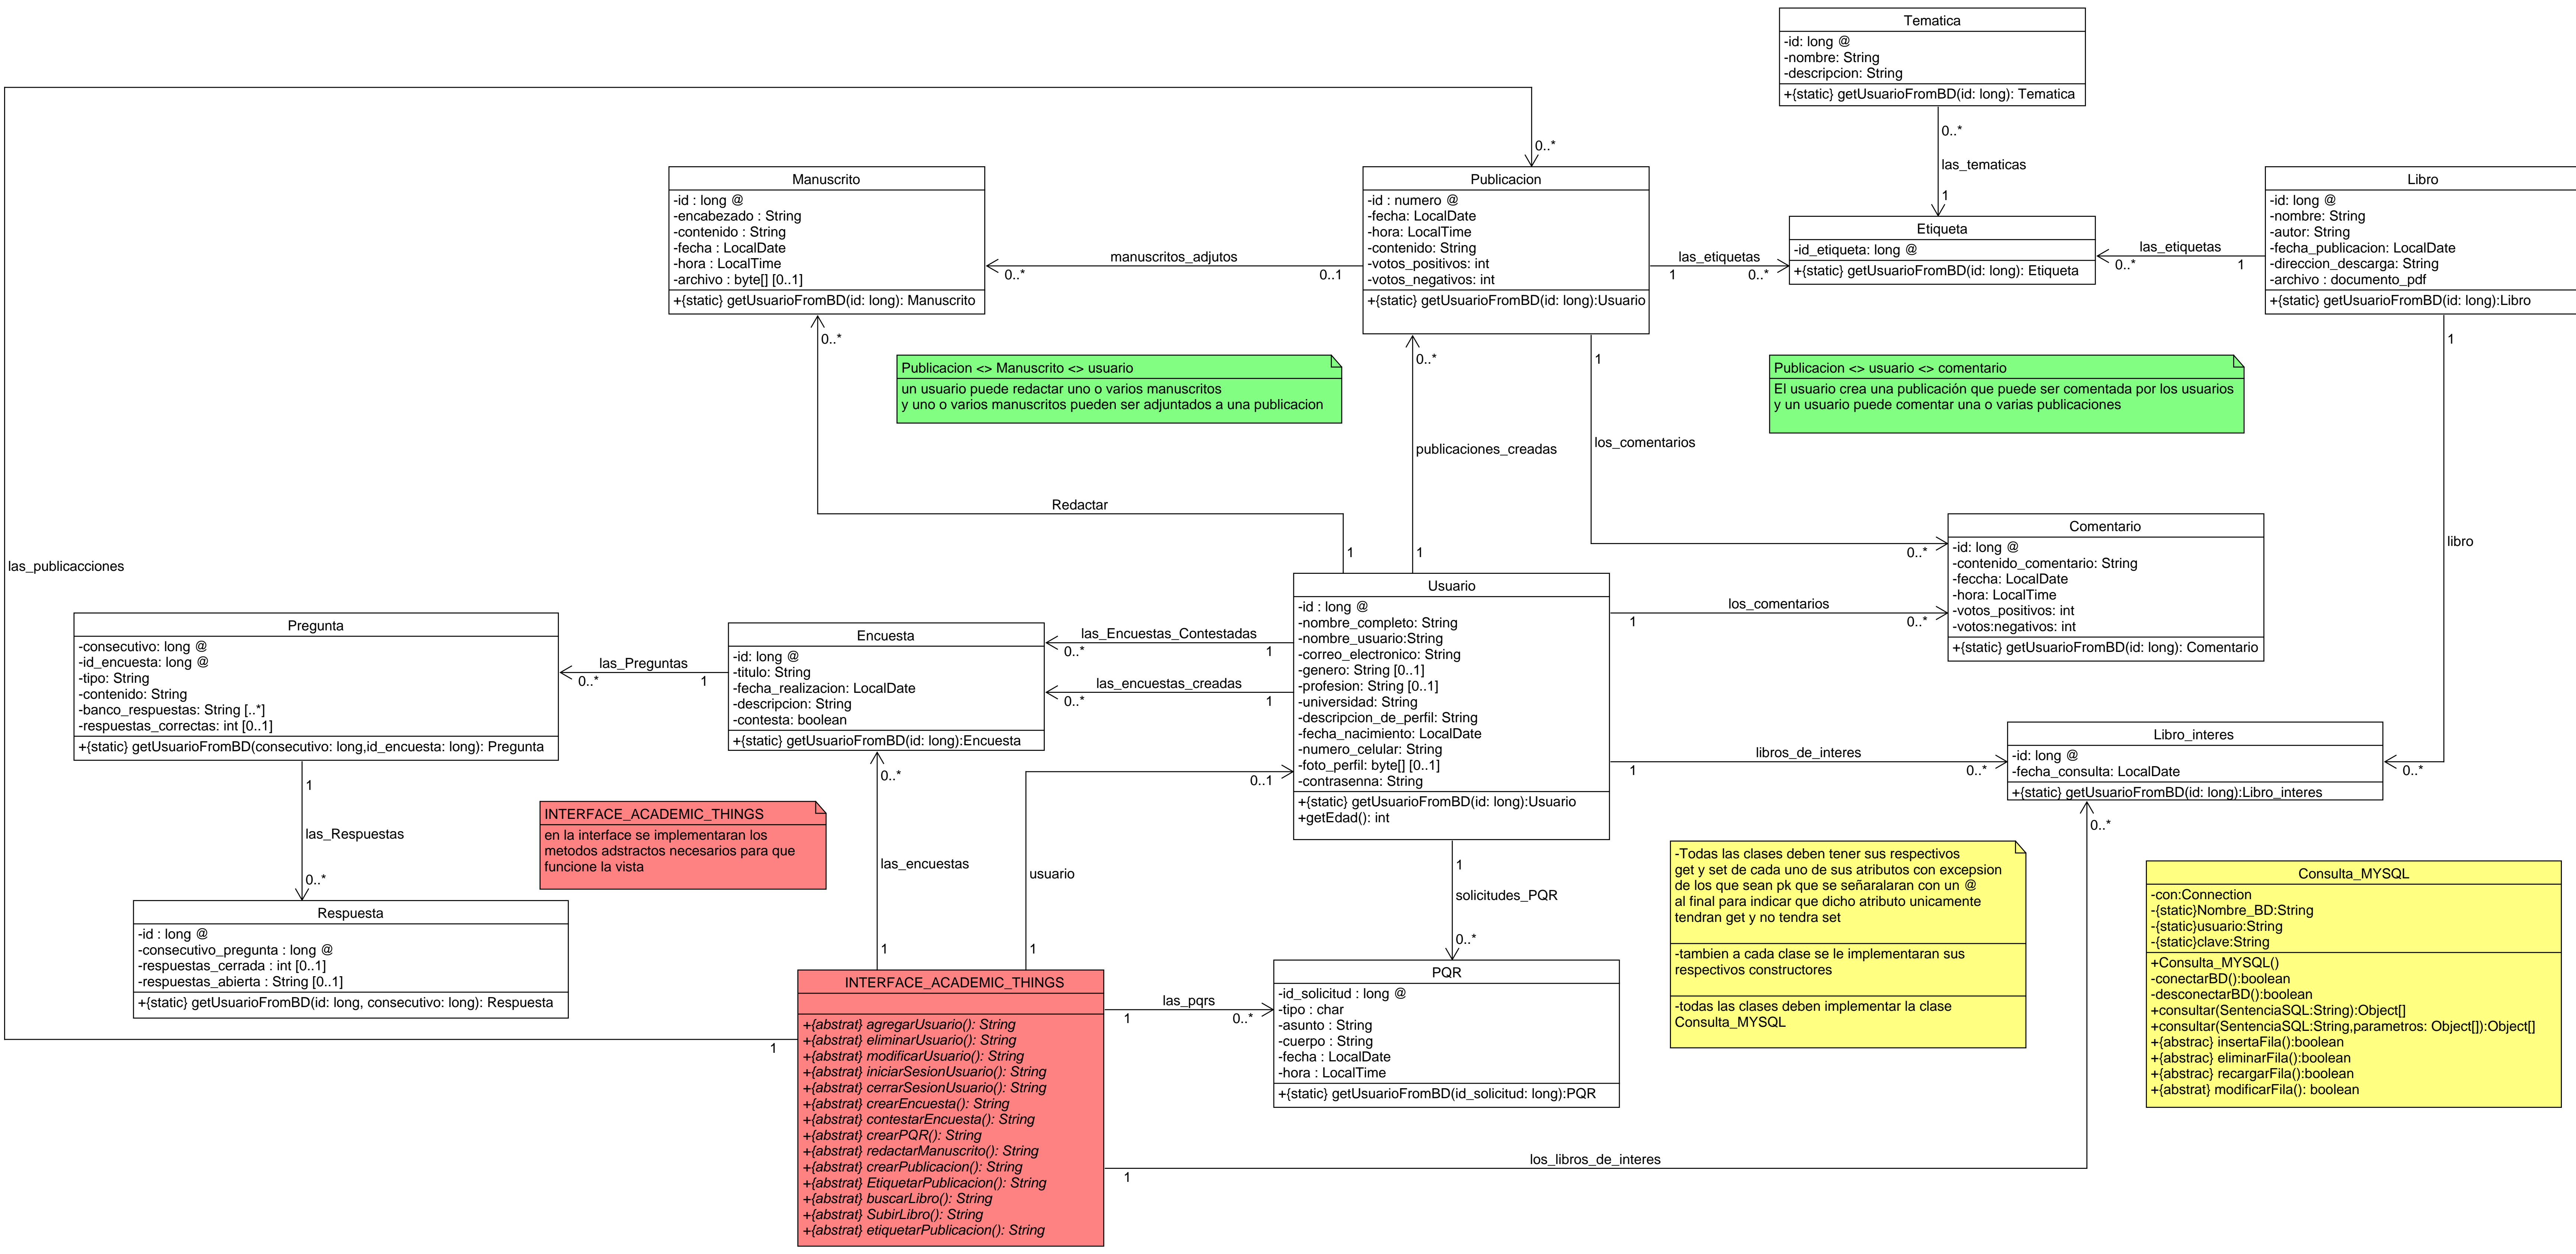 Tematica
-id: long @
-nombre: String
-descripcion: String
+{static} getUsuarioFromBD(id: long): Tematica
0..*
las_tematicas
1
0..*
Manuscrito
-id : long @
-encabezado : String
-contenido : String
-fecha : LocalDate
-hora : LocalTime
-archivo : byte[] [0..1]
+{static} getUsuarioFromBD(id: long): Manuscrito
manuscritos_adjutos
0..*
0..1
Publicacion
-id : numero @
-fecha: LocalDate
-hora: LocalTime
-contenido: String
-votos_positivos: int
-votos_negativos: int
+{static} getUsuarioFromBD(id: long):Usuario
las_etiquetas
1
0..*
Etiqueta
-id_etiqueta: long @
+{static} getUsuarioFromBD(id: long): Etiqueta
las_etiquetas
0..*
1
Libro
-id: long @
-nombre: String
-autor: String
-fecha_publicacion: LocalDate
-direccion_descarga: String
-archivo : documento_pdf
+{static} getUsuarioFromBD(id: long):Libro
0..*
0..*
1
1
Publicacion <> Manuscrito <> usuario
un usuario puede redactar uno o varios manuscritos
y uno o varios manuscritos pueden ser adjuntados a una publicacion
Publicacion <> usuario <> comentario
El usuario crea una publicación que puede ser comentada por los usuarios
y un usuario puede comentar una o varias publicaciones
publicaciones_creadas
los_comentarios
Redactar
1
1
las_publicacciones
libro
Comentario
-id: long @
-contenido_comentario: String
-feccha: LocalDate
-hora: LocalTime
-votos_positivos: int
-votos:negativos: int
+{static} getUsuarioFromBD(id: long): Comentario
0..*
los_comentarios
1
0..*
Pregunta
-consecutivo: long @
-id_encuesta: long @
-tipo: String
-contenido: String
-banco_respuestas: String [..*]
-respuestas_correctas: int [0..1]
+{static} getUsuarioFromBD(consecutivo: long,id_encuesta: long): Pregunta
las_Preguntas
0..*
1
Encuesta
-id: long @
-titulo: String
-fecha_realizacion: LocalDate
-descripcion: String
-contesta: boolean
+{static} getUsuarioFromBD(id: long):Encuesta
las_Encuestas_Contestadas
0..*
1
las_encuestas_creadas
0..*
1
Usuario
-id : long @
-nombre_completo: String
-nombre_usuario:String
-correo_electronico: String
-genero: String [0..1]
-profesion: String [0..1]
-universidad: String
-descripcion_de_perfil: String
-fecha_nacimiento: LocalDate
-numero_celular: String
-foto_perfil: byte[] [0..1]
-contrasenna: String
+{static} getUsuarioFromBD(id: long):Usuario
+getEdad(): int
libros_de_interes
1
0..*
Libro_interes
-id: long @
-fecha_consulta: LocalDate
+{static} getUsuarioFromBD(id: long):Libro_interes
0..*
0..*
1
las_Respuestas
0..*
INTERFACE_ACADEMIC_THINGS
en la interface se implementaran los
metodos adstractos necesarios para que
funcione la vista
0..*
las_encuestas
1
0..1
usuario
1
1
solicitudes_PQR
0..*
-Todas las clases deben tener sus respectivos
get y set de cada uno de sus atributos con excepsion
de los que sean pk que se señaralaran con un @
al final para indicar que dicho atributo unicamente
tendran get y no tendra set
-tambien a cada clase se le implementaran sus
respectivos constructores
-todas las clases deben implementar la clase
Consulta_MYSQL
Consulta_MYSQL
-con:Connection
-{static}Nombre_BD:String
-{static}usuario:String
-{static}clave:String
+Consulta_MYSQL()
-conectarBD():boolean
-desconectarBD():boolean
+consultar(SentenciaSQL:String):Object[]
+consultar(SentenciaSQL:String,parametros: Object[]):Object[]
+{abstrac} insertaFila():boolean
+{abstrac} eliminarFila():boolean
+{abstrac} recargarFila():boolean
+{abstrat} modificarFila(): boolean
Respuesta
-id : long @
-consecutivo_pregunta : long @
-respuestas_cerrada : int [0..1]
-respuestas_abierta : String [0..1]
+{static} getUsuarioFromBD(id: long, consecutivo: long): Respuesta
1
INTERFACE_ACADEMIC_THINGS
+{abstrat} agregarUsuario(): String
+{abstrat} eliminarUsuario(): String
+{abstrat} modificarUsuario(): String
+{abstrat} iniciarSesionUsuario(): String
+{abstrat} cerrarSesionUsuario(): String
+{abstrat} crearEncuesta(): String
+{abstrat} contestarEncuesta(): String
+{abstrat} crearPQR(): String
+{abstrat} redactarManuscrito(): String
+{abstrat} crearPublicacion(): String
+{abstrat} EtiquetarPublicacion(): String
+{abstrat} buscarLibro(): String
+{abstrat} SubirLibro(): String
+{abstrat} etiquetarPublicacion(): String
las_pqrs
1
0..*
PQR
-id_solicitud : long @
-tipo : char
-asunto : String
-cuerpo : String
-fecha : LocalDate
-hora : LocalTime
+{static} getUsuarioFromBD(id_solicitud: long):PQR
los_libros_de_interes
1